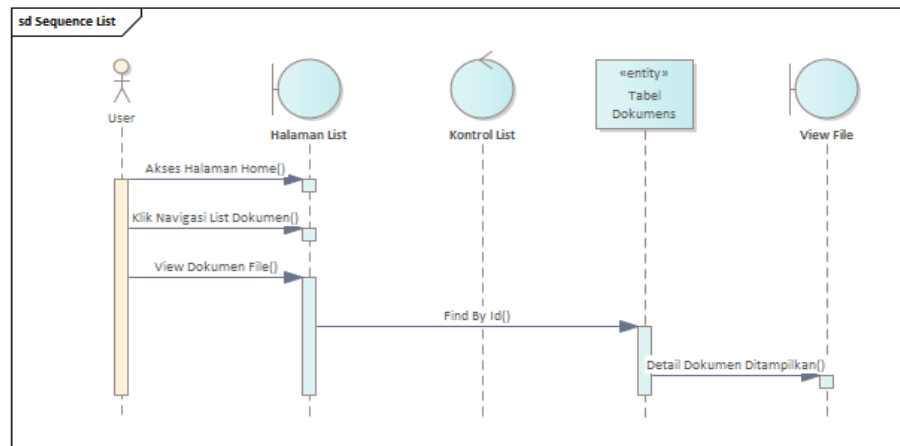 sd Sequence List
User
Halaman List
Kontrol List
«entity»
Tabel
Dokumens
View File
Akses Halaman Home()
Klik Navigasi List Dokumen()
View Dokumen File()
Find By Id()
Detail Dokumen Ditampilkan()